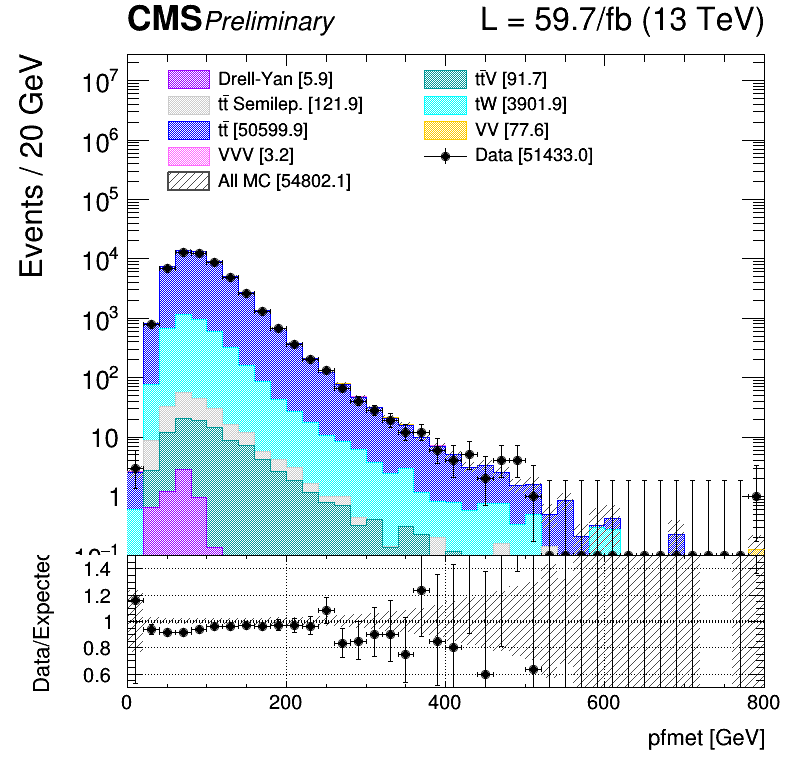 CMS Preliminary L = 59.7/fb (13 TeV)
Events / 20 GeV
Drell-Yan [5.9]
tt̄ Semilep. [121.9]
tt̄ [50599.9]
VVV [3.2]
All MC [54802.1]
tt̄V [91.7]
tW [3901.9]
VV [77.6]
Data [51433.0]
10⁷
10⁶
10⁵
10⁴
10³
10²
10
1
10⁻¹
Data/Expected
1.4
1.2
1
0.8
0.6
0 200 400 600 800
pfmet [GeV]